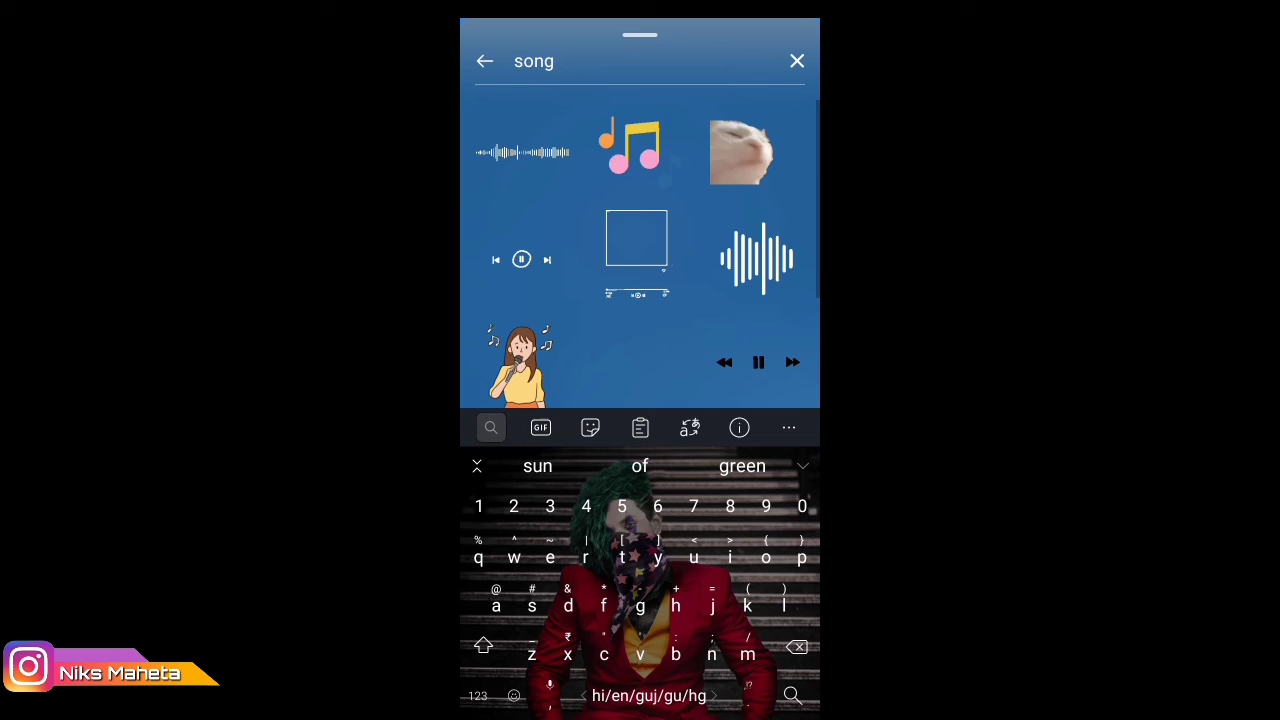 song
GIF
sun of green
1 2 3 4 5 6 7 8 9 0
% ^ ~ | [ ] < > { }
q w e r t y u i o p
@ # & * - + = ( )
a s d f g h j k l
_ ₹ " ' : ; /
z x c v b n m
123 hi/en/guj/gu/hg ,!? .
Niks Maheta